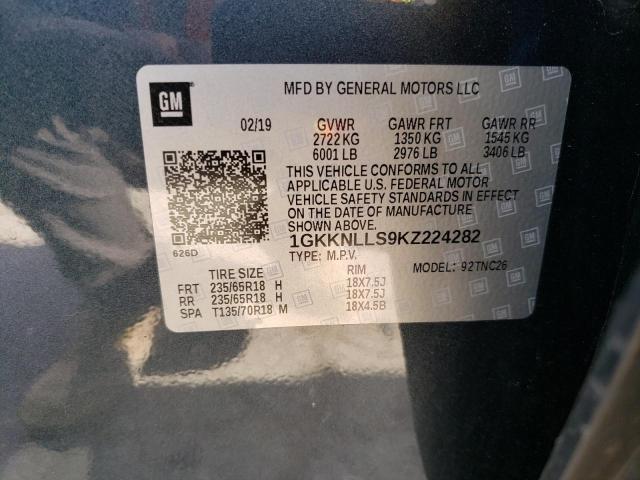 GM
MFD BY GENERAL MOTORS LLC
02/19 GVWR GAWR FRT GAWR RR
2722 KG 1350 KG 1545 KG
6001 LB 2976 LB 3406 LB
THIS VEHICLE CONFORMS TO ALL
APPLICABLE U.S. FEDERAL MOTOR
VEHICLE SAFETY STANDARDS IN EFFECT
ON THE DATE OF MANUFACTURE
SHOWN ABOVE.
626D
1GKKNLLS9KZ224282
TYPE: M.P.V. MODEL: 92TNC26
TIRE SIZE RIM
FRT 235/65R18 H 18X7.5J
RR 235/65R18 H 18X7.5J
SPA T135/70R18 M 18X4.5B